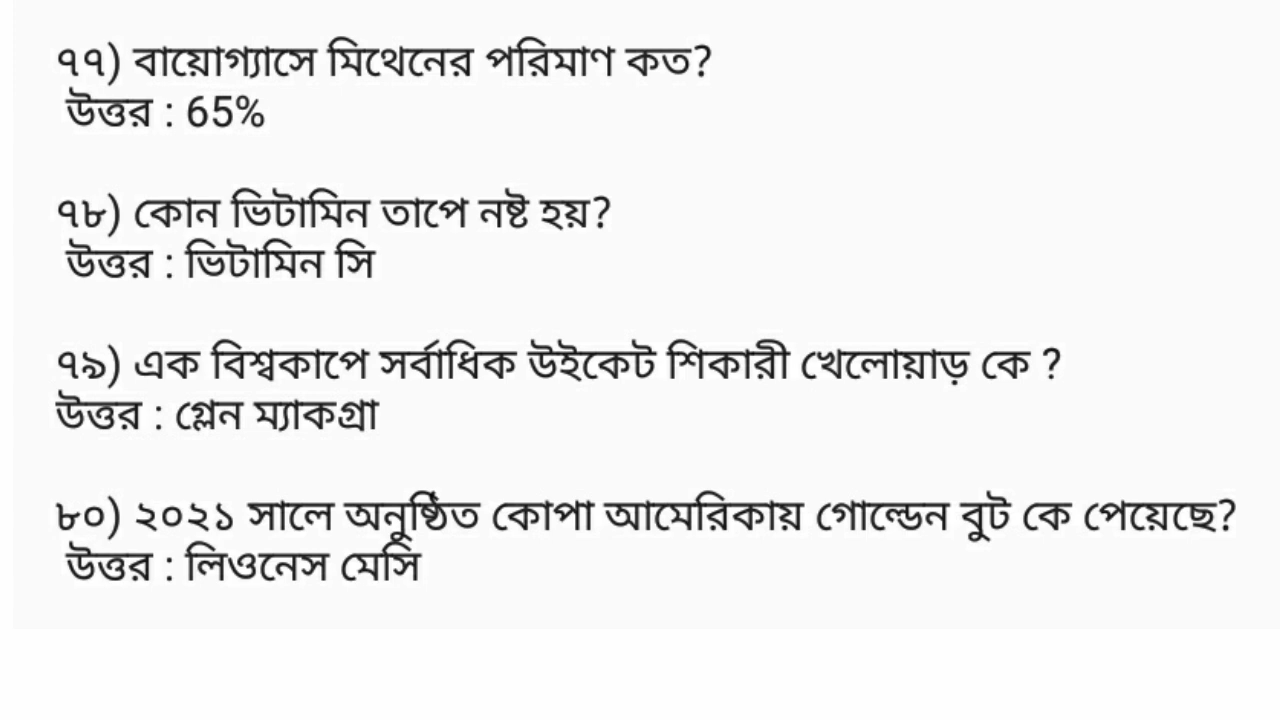 ৭৭) বায়োগ্যাসে মিথেনের পরিমাণ কত?
উত্তর : 65%
৭৮) কোন ভিটামিন তাপে নষ্ট হয়?
উত্তর : ভিটামিন সি
৭৯) এক বিশ্বকাপে সর্বাধিক উইকেট শিকারী খেলোয়াড় কে ?
উত্তর : গ্লেন ম্যাকগ্রা
৮০) ২০২১ সালে অনুষ্ঠিত কোপা আমেরিকায় গোল্ডেন বুট কে পেয়েছে?
উত্তর : লিওনেস মেসি